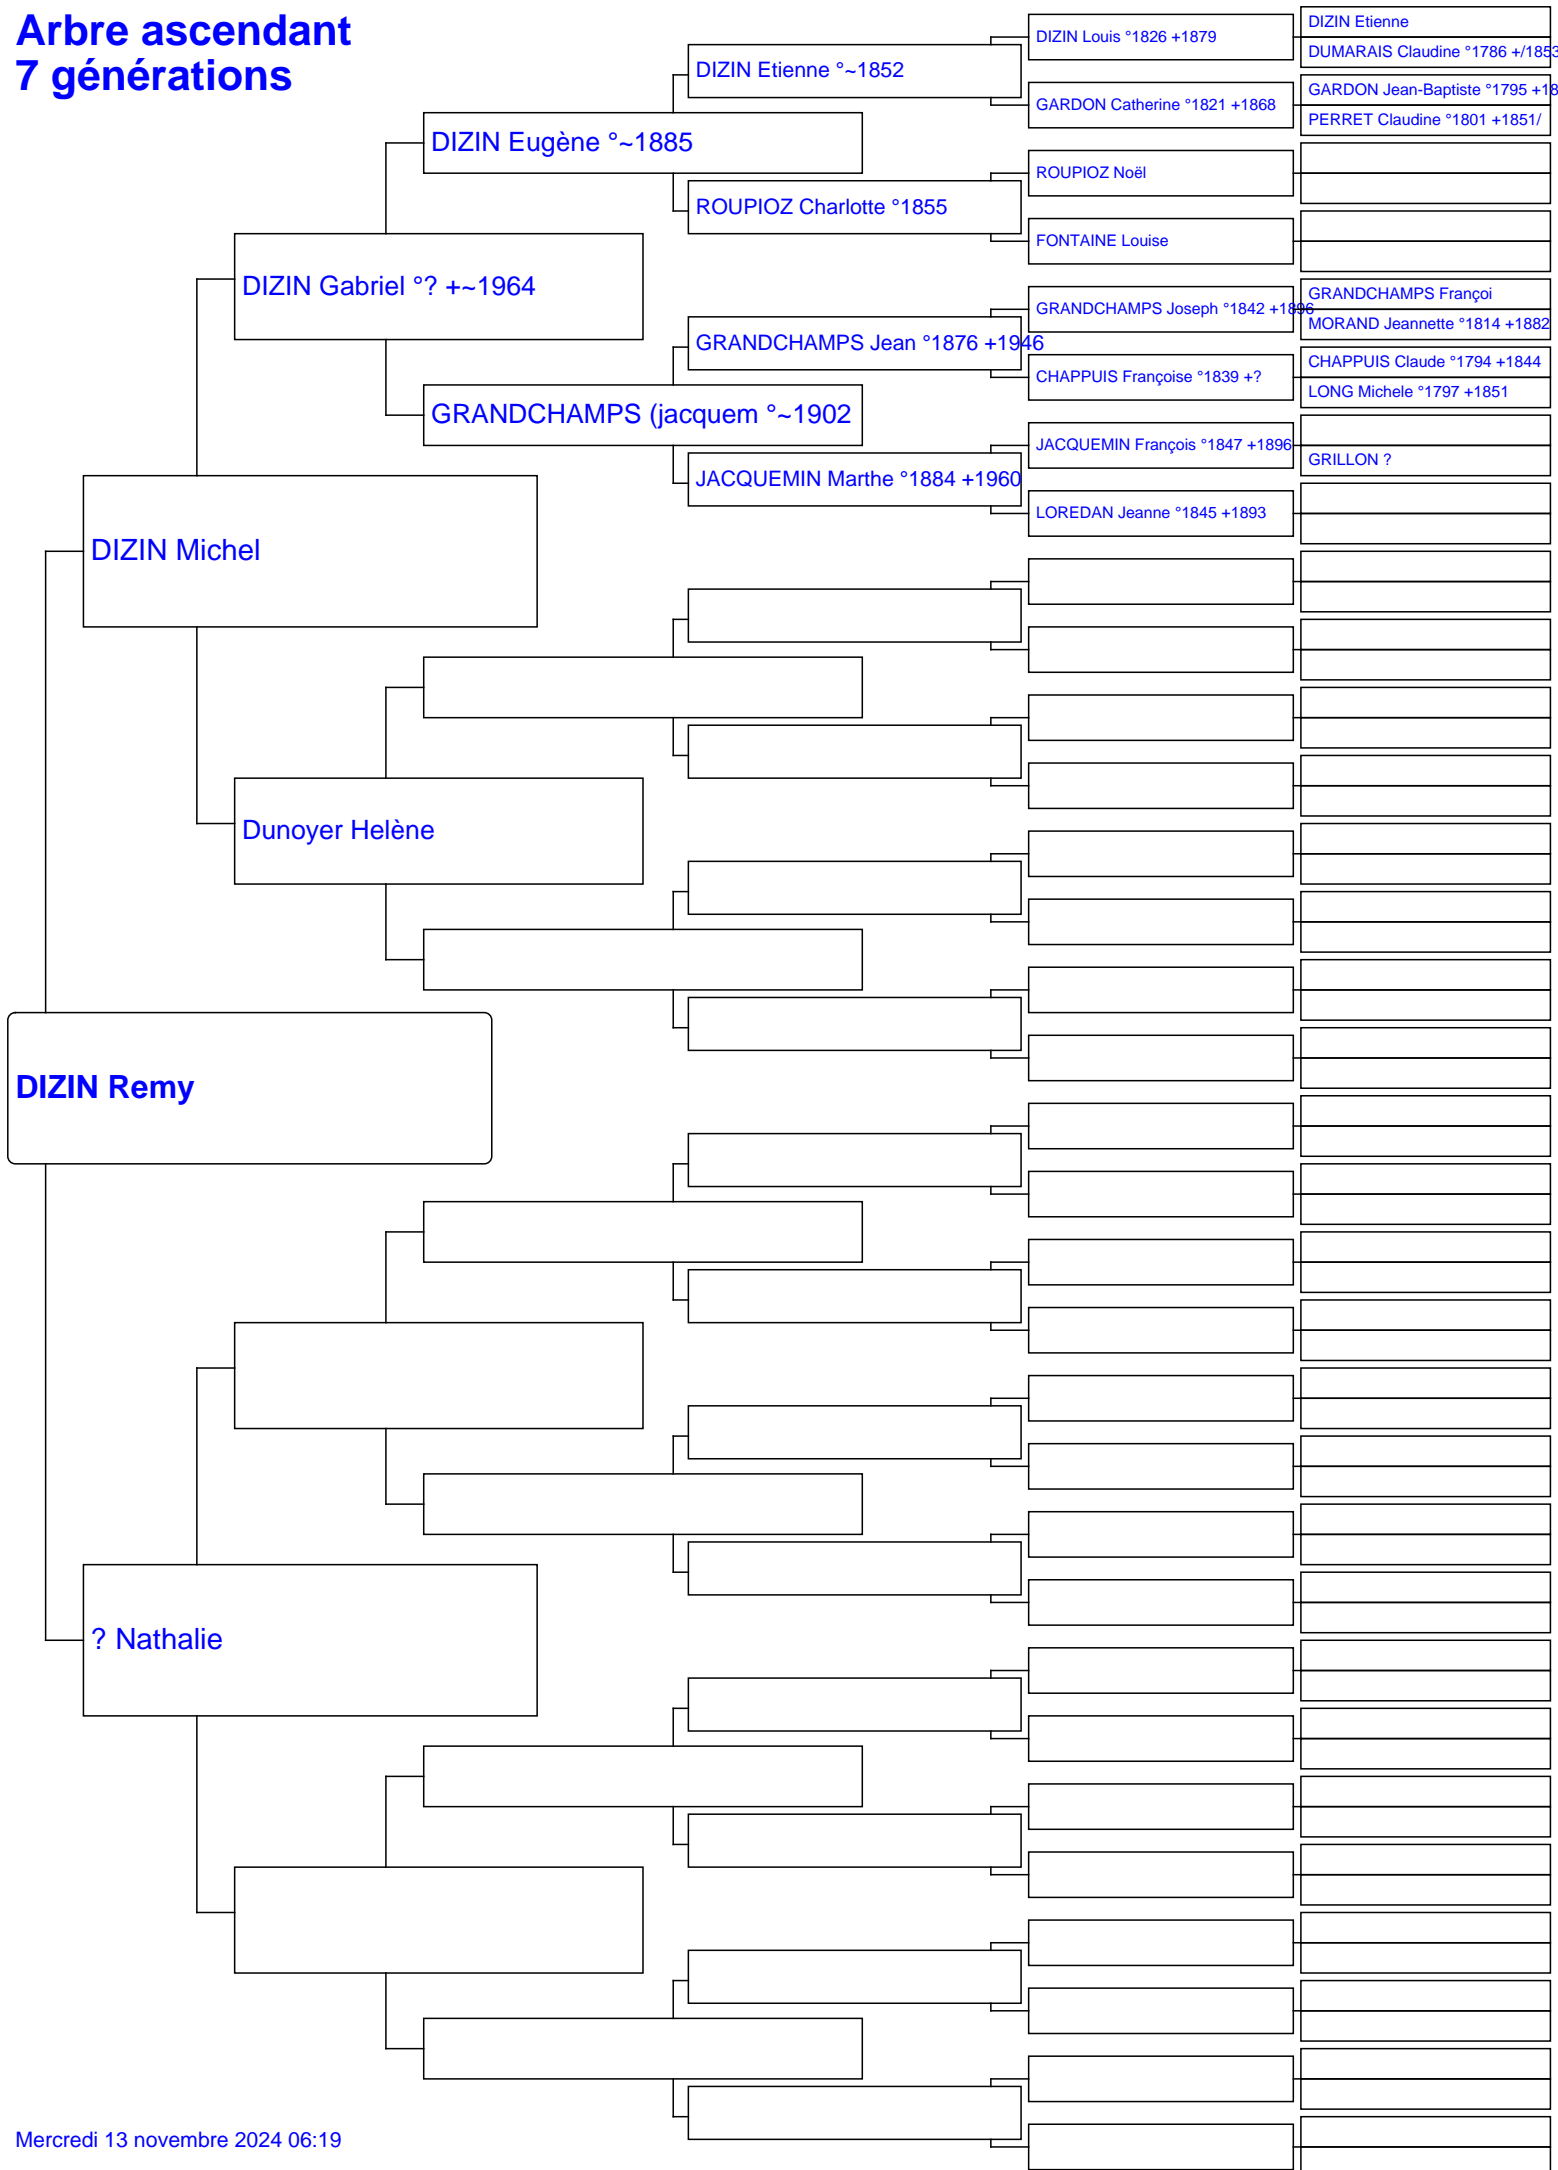 Arbre ascendant
7 générations
DIZIN Remy
DIZIN Michel
? Nathalie
DIZIN Gabriel °? +~1964
Dunoyer Helène
DIZIN Eugène °~1885
GRANDCHAMPS (jacquem °~1902
DIZIN Etienne °~1852
ROUPIOZ Charlotte °1855
GRANDCHAMPS Jean °1876 +1946
JACQUEMIN Marthe °1884 +1960
DIZIN Louis °1826 +1879
GARDON Catherine °1821 +1868
ROUPIOZ Noël
FONTAINE Louise
GRANDCHAMPS Joseph °1842 +1896
CHAPPUIS Françoise °1839 +?
JACQUEMIN François °1847 +1896
LOREDAN Jeanne °1845 +1893
DIZIN Etienne
DUMARAIS Claudine °1786 +/1853
GARDON Jean-Baptiste °1795 +18
PERRET Claudine °1801 +1851/
GRANDCHAMPS Françoi
MORAND Jeannette °1814 +1882
CHAPPUIS Claude °1794 +1844
LONG Michele °1797 +1851
GRILLON ?
Mercredi 13 novembre 2024 06:19